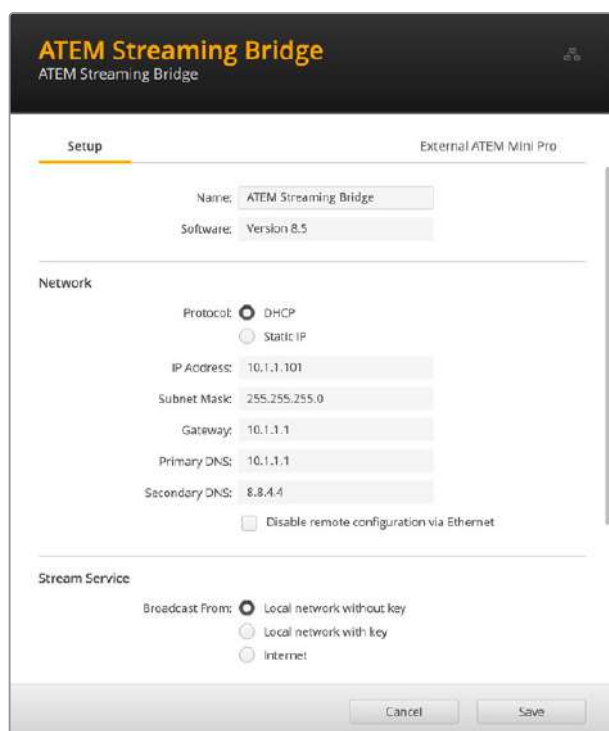 ATEM Streaming Bridge
ATEM Streaming Bridge
Setup
External ATEM Mini Pro
Name: ATEM Streaming Bridge
Software: Version 8.5
Network
Protocol: DHCP
Static IP
IP Address: 10.1.1.101
Subnet Mask: 255.255.255.0
Gateway: 10.1.1.1
Primary DNS: 10.1.1.1
Secondary DNS: 8.8.4.4
Disable remote configuration via Ethernet
Stream Service
Broadcast From: Local network without key
Local network with key
Internet
Cancel
Save